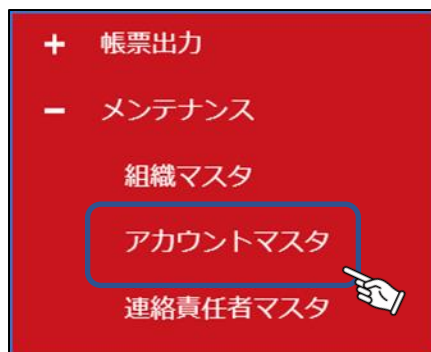 + 帳票出力
− メンテナンス
組織マスタ
アカウントマスタ
連絡責任者マスタ